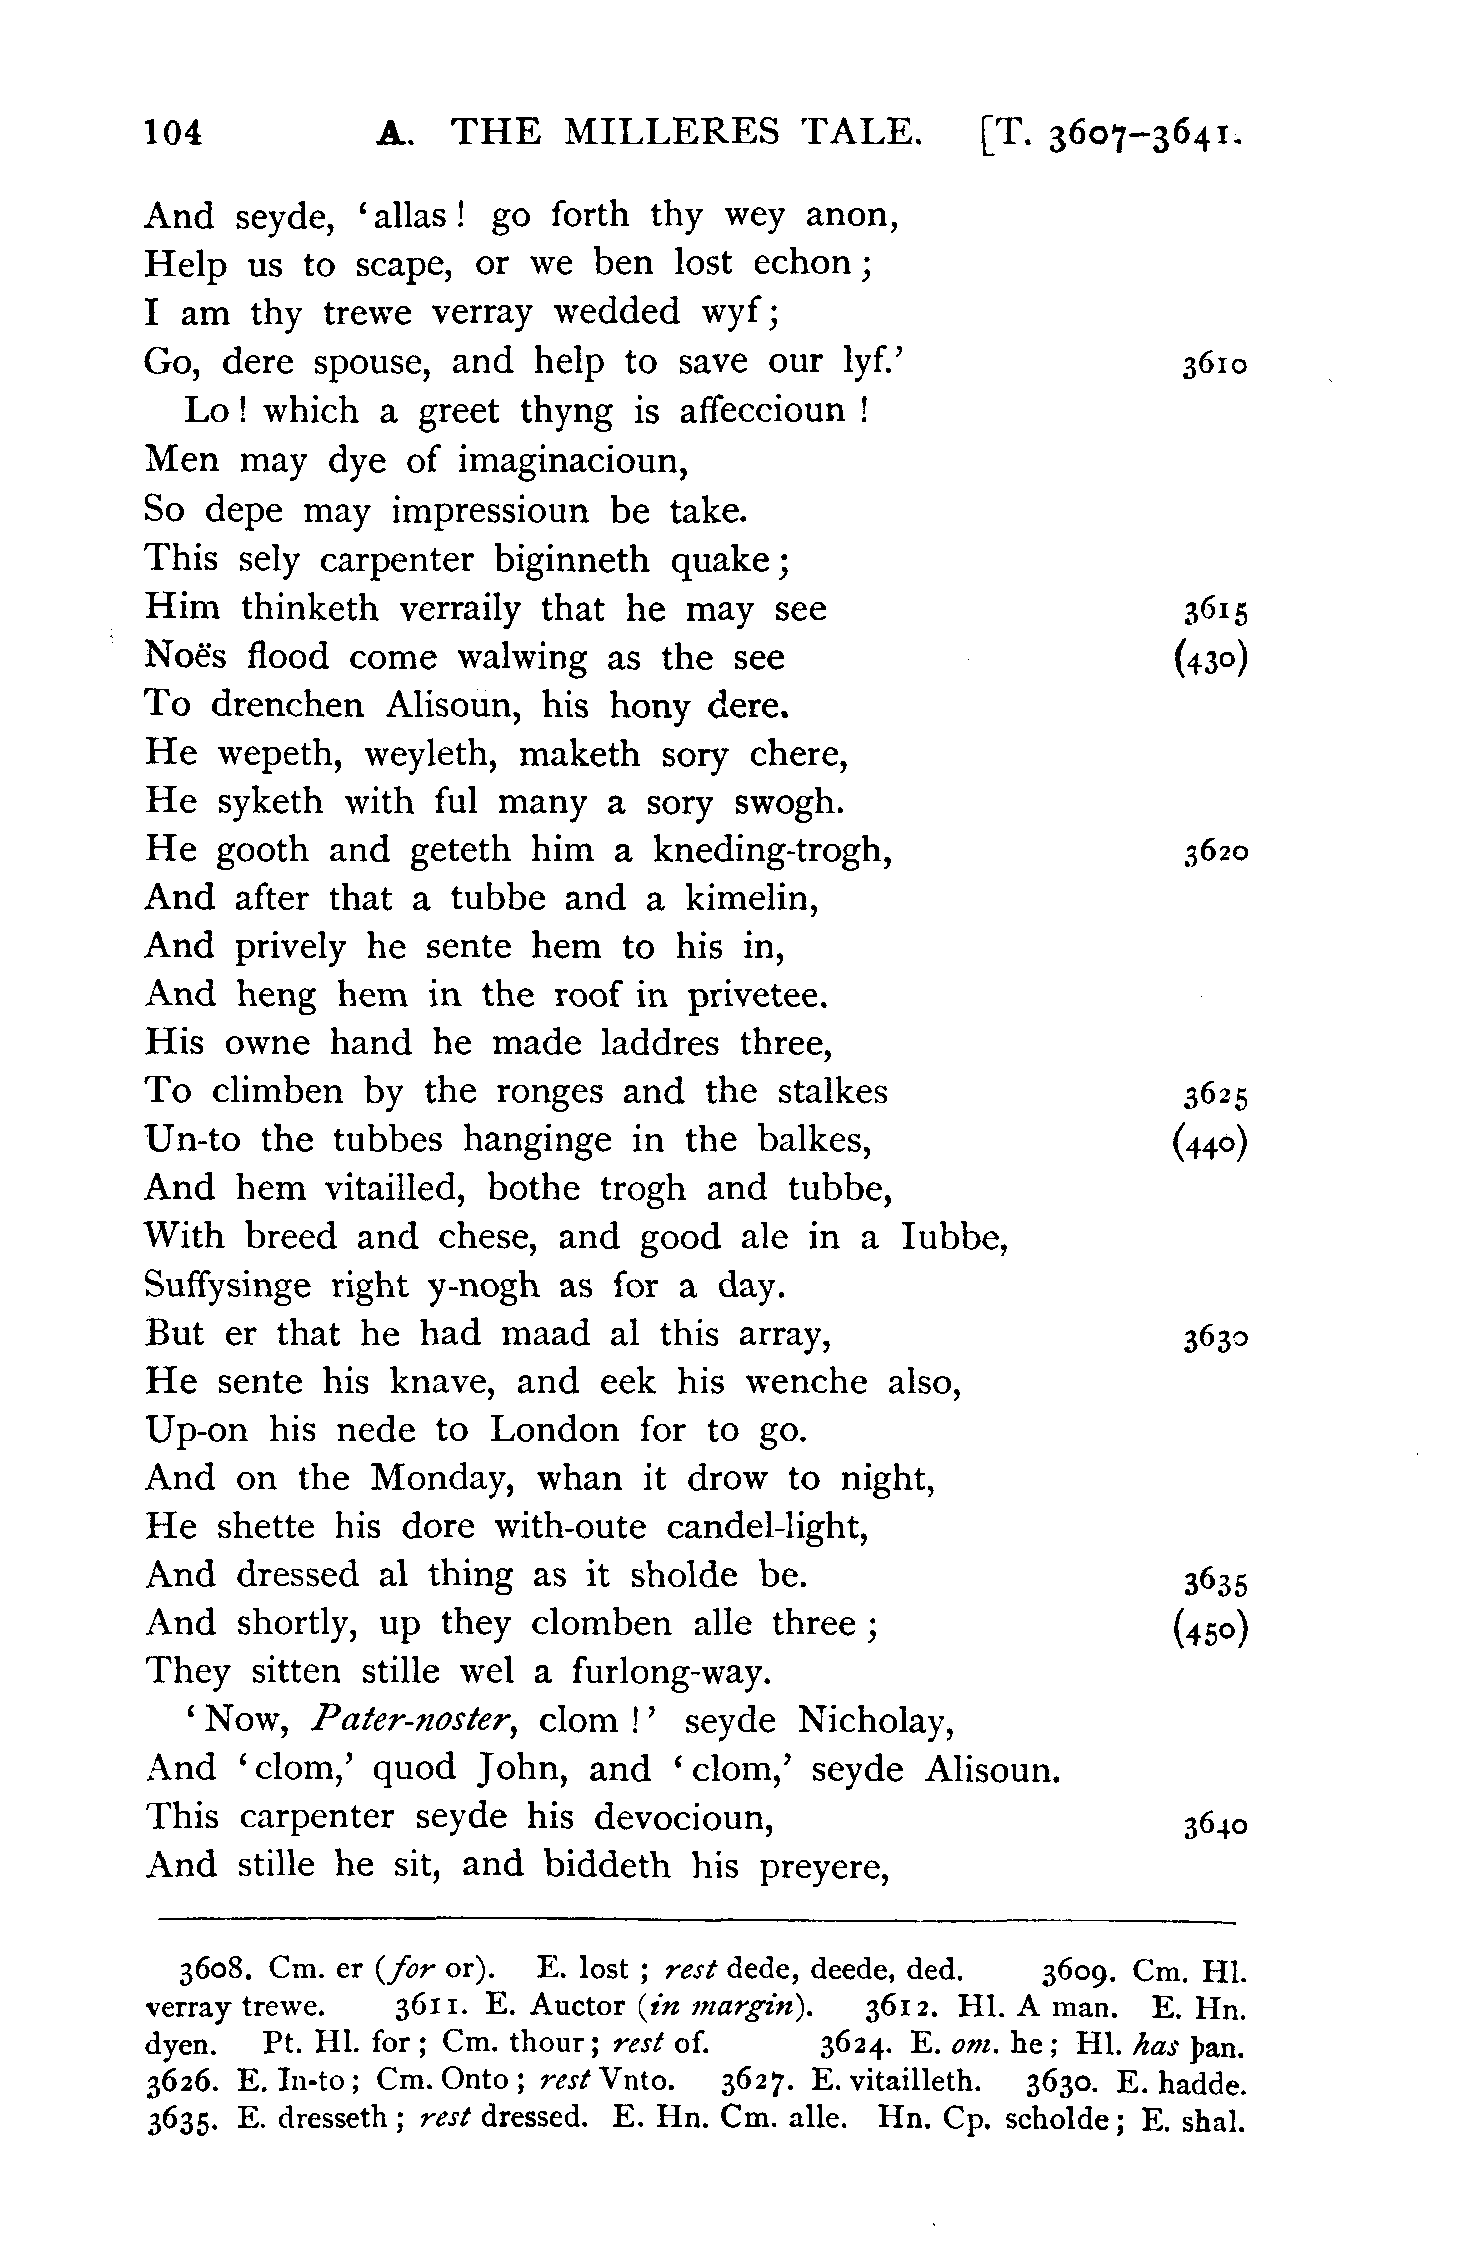 104 A. THE MILLERES TALE. [T. 3607-3641.
And seyde, ‘allas! go forth thy wey anon,
Help us to scape, or we ben lost echon;
I am thy trewe verray wedded wyf;
Go, dere spouse, and help to save our lyf.’ 3610
Lo! which a greet thyng is affeccioun!
Men may dye of imaginacioun,
So depe may impressioun be take.
This sely carpenter biginneth quake;
Him thinketh verraily that he may see 3615
Noës flood come walwing as the see (430)
To drenchen Alisoun, his hony dere.
He wepeth, weyleth, maketh sory chere,
He syketh with ful many a sory swogh.
He gooth and geteth him a kneding-trogh, 3620
And after that a tubbe and a kimelin,
And prively he sente hem to his in,
And heng hem in the roof in privetee.
His owne hand he made laddres three,
To climben by the ronges and the stalkes 3625
Un-to the tubbes hanginge in the balkes, (440)
And hem vitailled, bothe trogh and tubbe,
With breed and chese, and good ale in a Iubbe,
Suffysinge right y-nogh as for a day.
But er that he had maad al this array, 3630
He sente his knave, and eek his wenche also,
Up-on his nede to London for to go.
And on the Monday, whan it drow to night,
He shette his dore with-oute candel-light,
And dressed al thing as it sholde be. 3635
And shortly, up they clomben alle three; (450)
They sitten stille wel a furlong-way.
‘Now, Pater-noster, clom!’ seyde Nicholay,
And ‘clom,’ quod John, and ‘clom,’ seyde Alisoun.
This carpenter seyde his devocioun, 3640
And stille he sit, and biddeth his preyere,
3608. Cm. er (for or). E. lost; rest dede, deede, ded. 3609. Cm. Hl.
verray trewe. 3611. E. Auctor (in margin). 3612. Hl. A man. E. Hn.
dyen. Pt. Hl. for; Cm. thour; rest of. 3624. E. om. he; Hl. has þan.
3626. E. In-to; Cm. Onto; rest Vnto. 3627. E. vitailleth. 3630. E. hadde.
3635. E. dresseth; rest dressed. E. Hn. Cm. alle. Hn. Cp. scholde; E. shal.